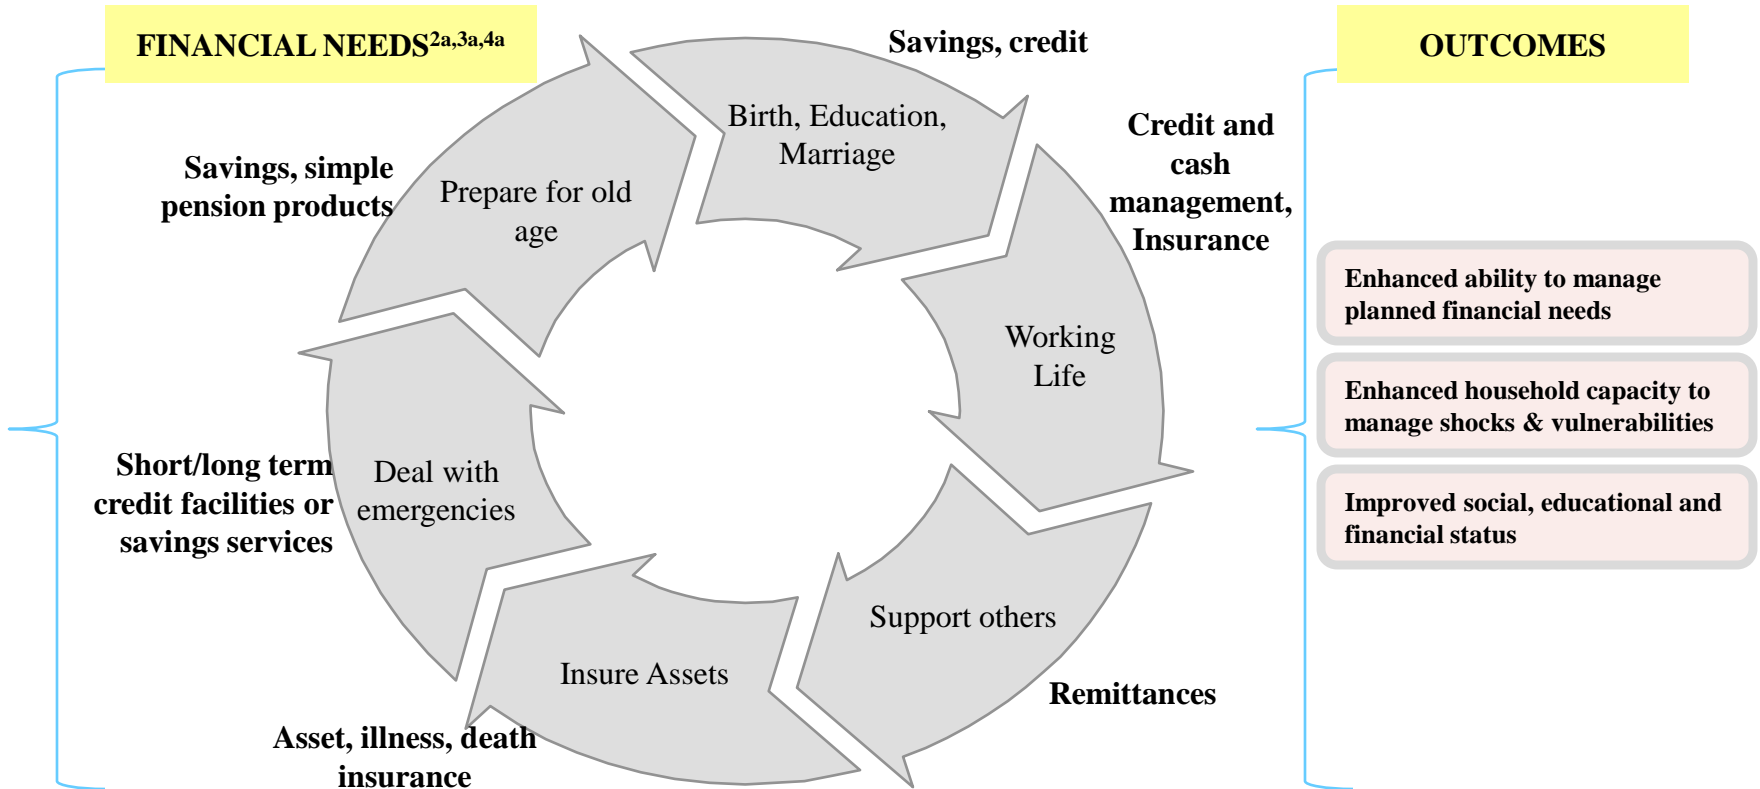 FINANCIAL NEEDS2a,3a,4a
Savings, credit
OUTCOMES
Birth, Education,
Marriage
Credit and
cash
management,
Insurance
Savings, simple
pension products
Prepare for old
age
Working
Life
Enhanced ability to manage
planned financial needs
Enhanced household capacity to
manage shocks & vulnerabilities
Improved social, educational and
financial status
Short/long term
credit facilities or
savings services
Deal with
emergencies
Support others
Remittances
Insure Assets
Asset, illness, death
insurance